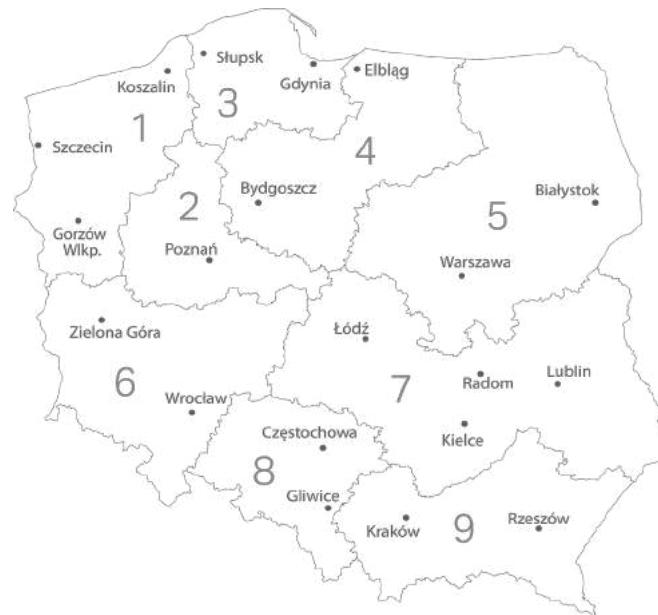 Słupsk
Elbląg
Koszalin
Gdynia
3
1
4
Szczecin
Bydgoszcz
Białystok
2
5
Gorzów
Wlkp.
Poznań
Warszawa
Zielona Góra
Łódź
6
7
Radom
Lublin
Wrocław
Częstochowa
Kielce
8
Gliwice
Kraków
9
Rzeszów